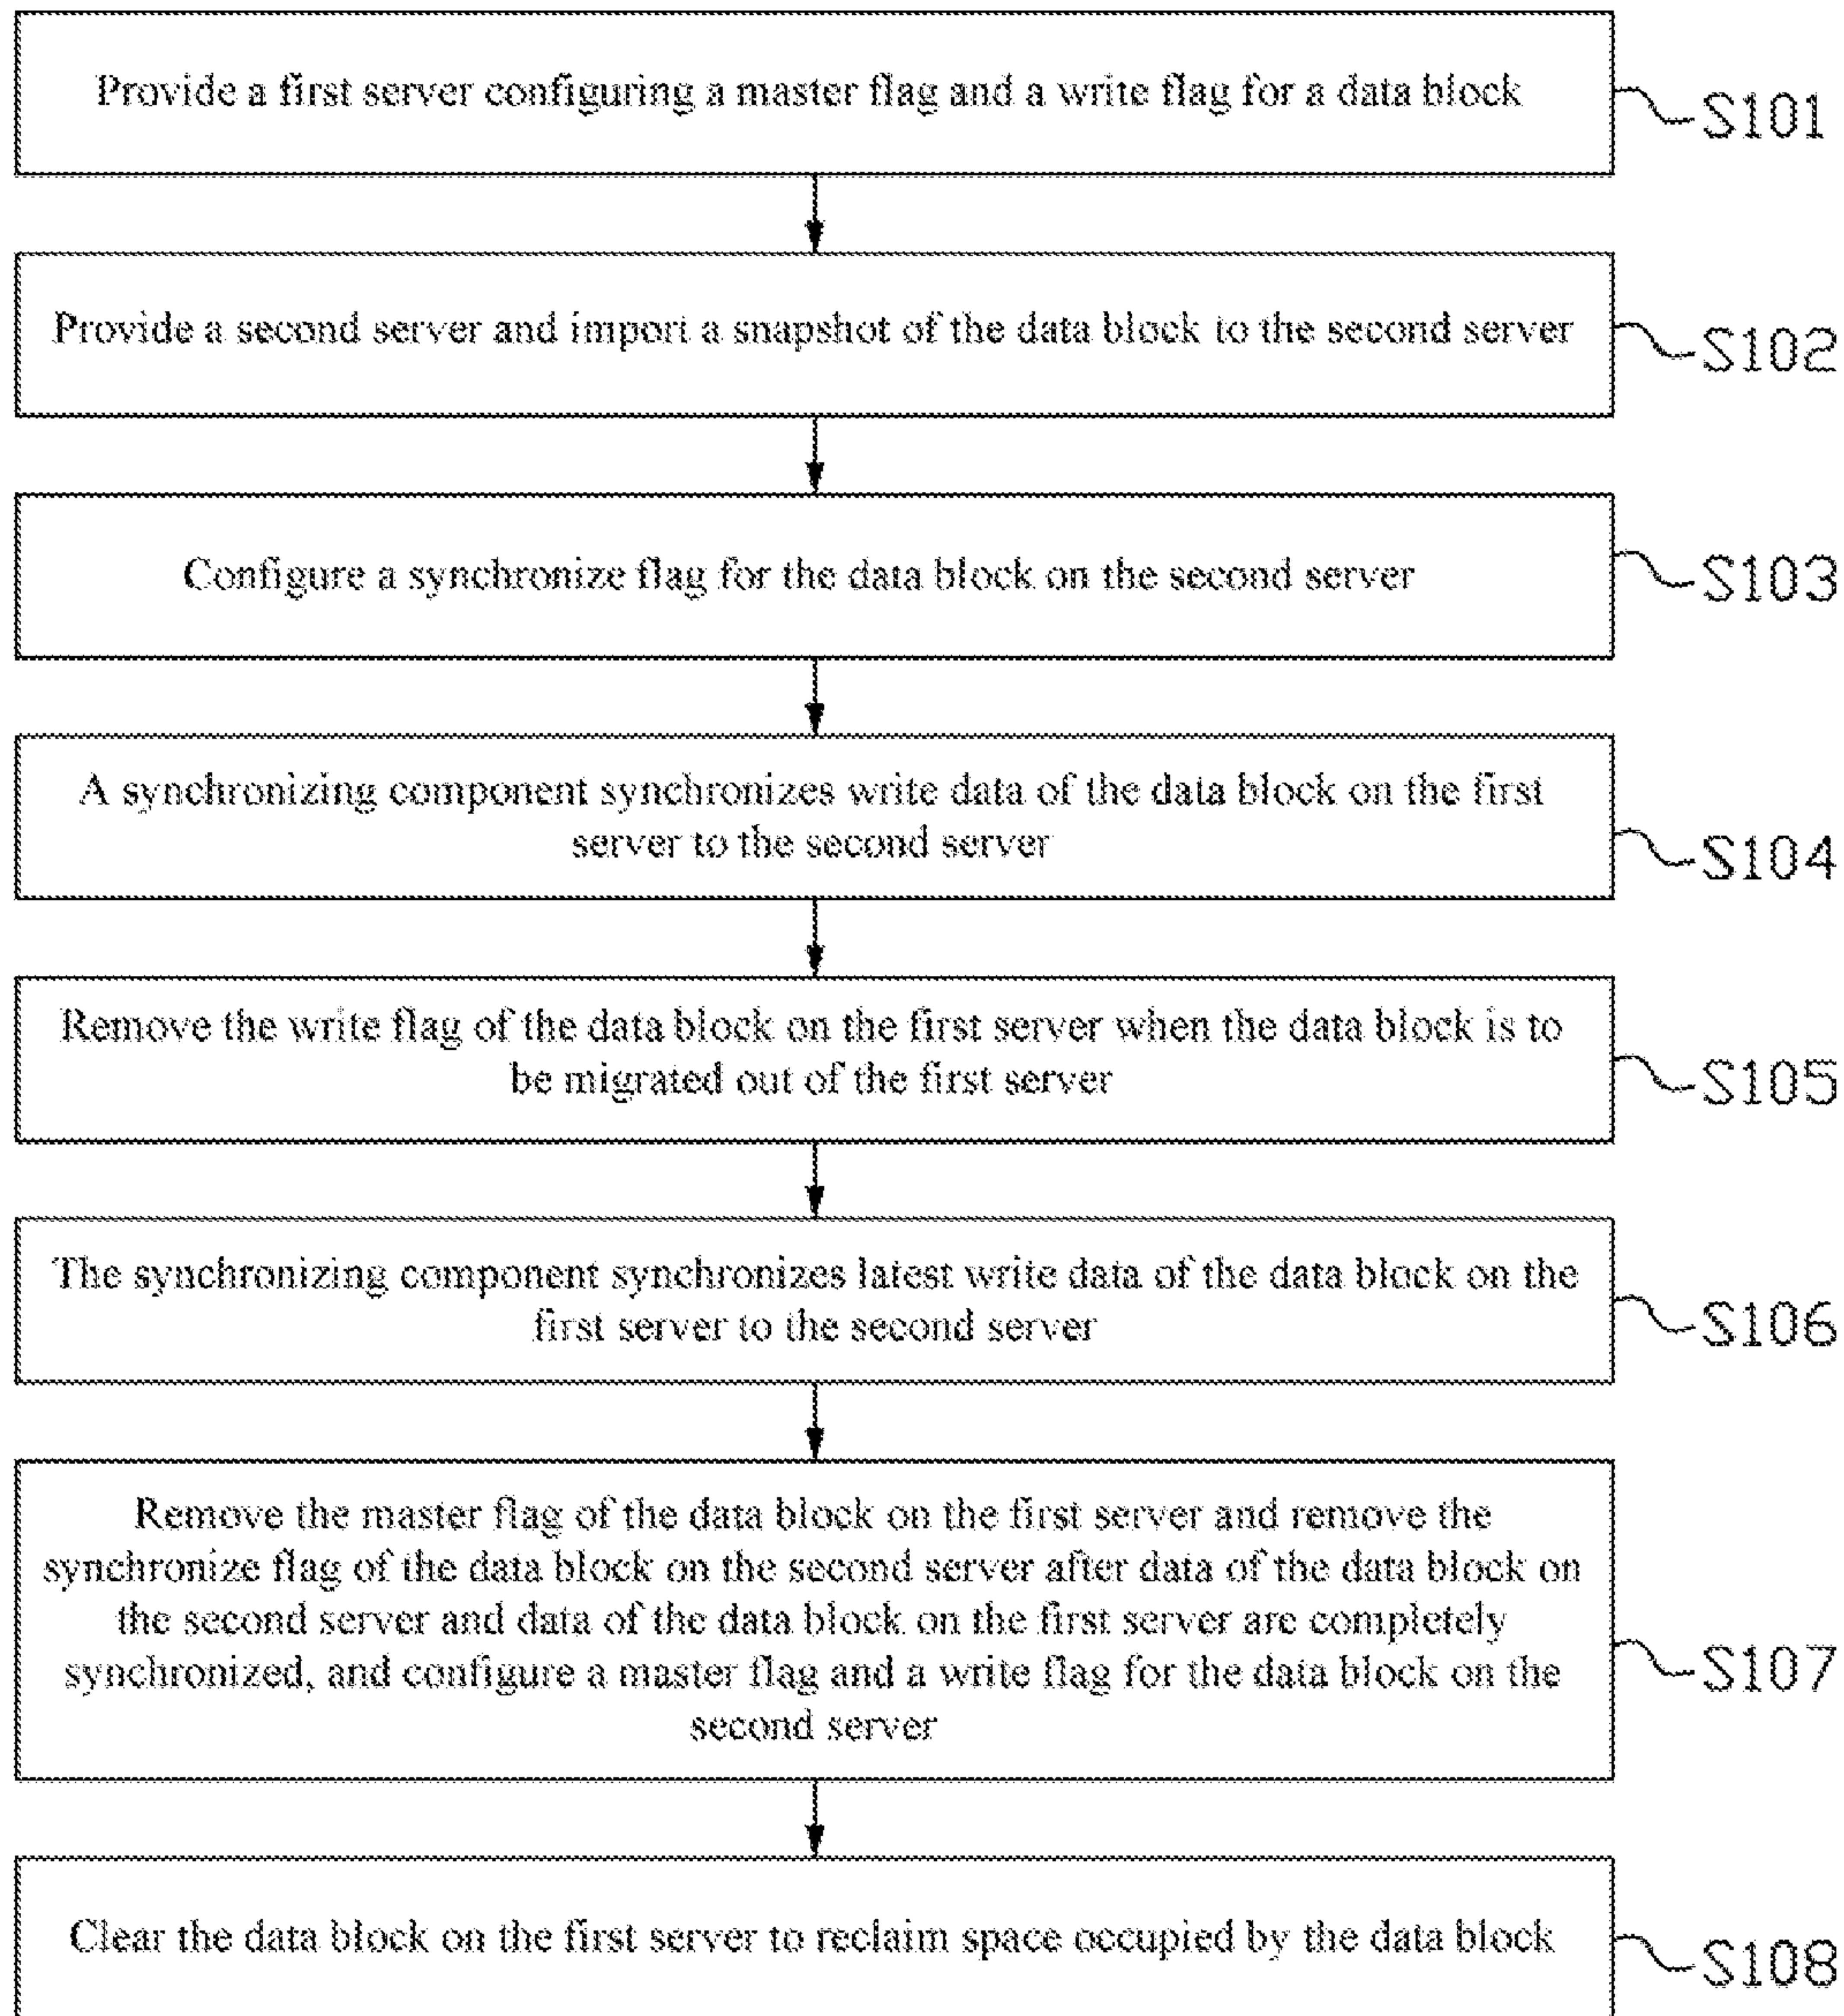 Provide a first server configuring a master flag and a write flag for a data block
S101
Provide a second server and import a snapshot of the data block to the second server
S102
Configure a synchronize flag for the data block on the second server
S103
A synchronizing component synchronizes write data of the data block on the first
server to the second server
S104
Remove the write flag of the data block on the first server when the data block is to
be migrated out of the first server
S105
The synchronizing component synchronizes latest write data of the data block on the
first server to the second server
S106
Remove the master flag of the data block on the first server and remove the
synchronize flag of the data block on the second server after data of the data block on
the second server and data of the data block on the first server are completely
synchronized, and configure a master flag and a write flag for the data block on the
second server
S107
Clear the data block on the first server to reclaim space occupied by the data block
S108